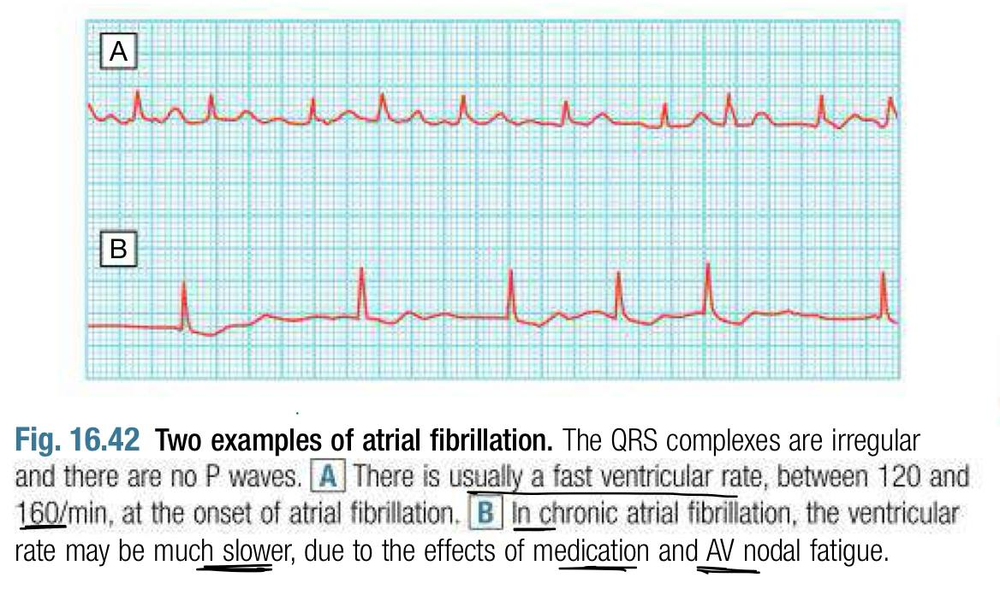 A
B
Fig. 16.42 Two examples of atrial fibrillation. The QRS complexes are irregular
and there are no P waves. A There is usually a fast ventricular rate, between 120 and
160/min, at the onset of atrial fibrillation. B In chronic atrial fibrillation, the ventricular
rate may be much slower, due to the effects of medication and AV nodal fatigue.